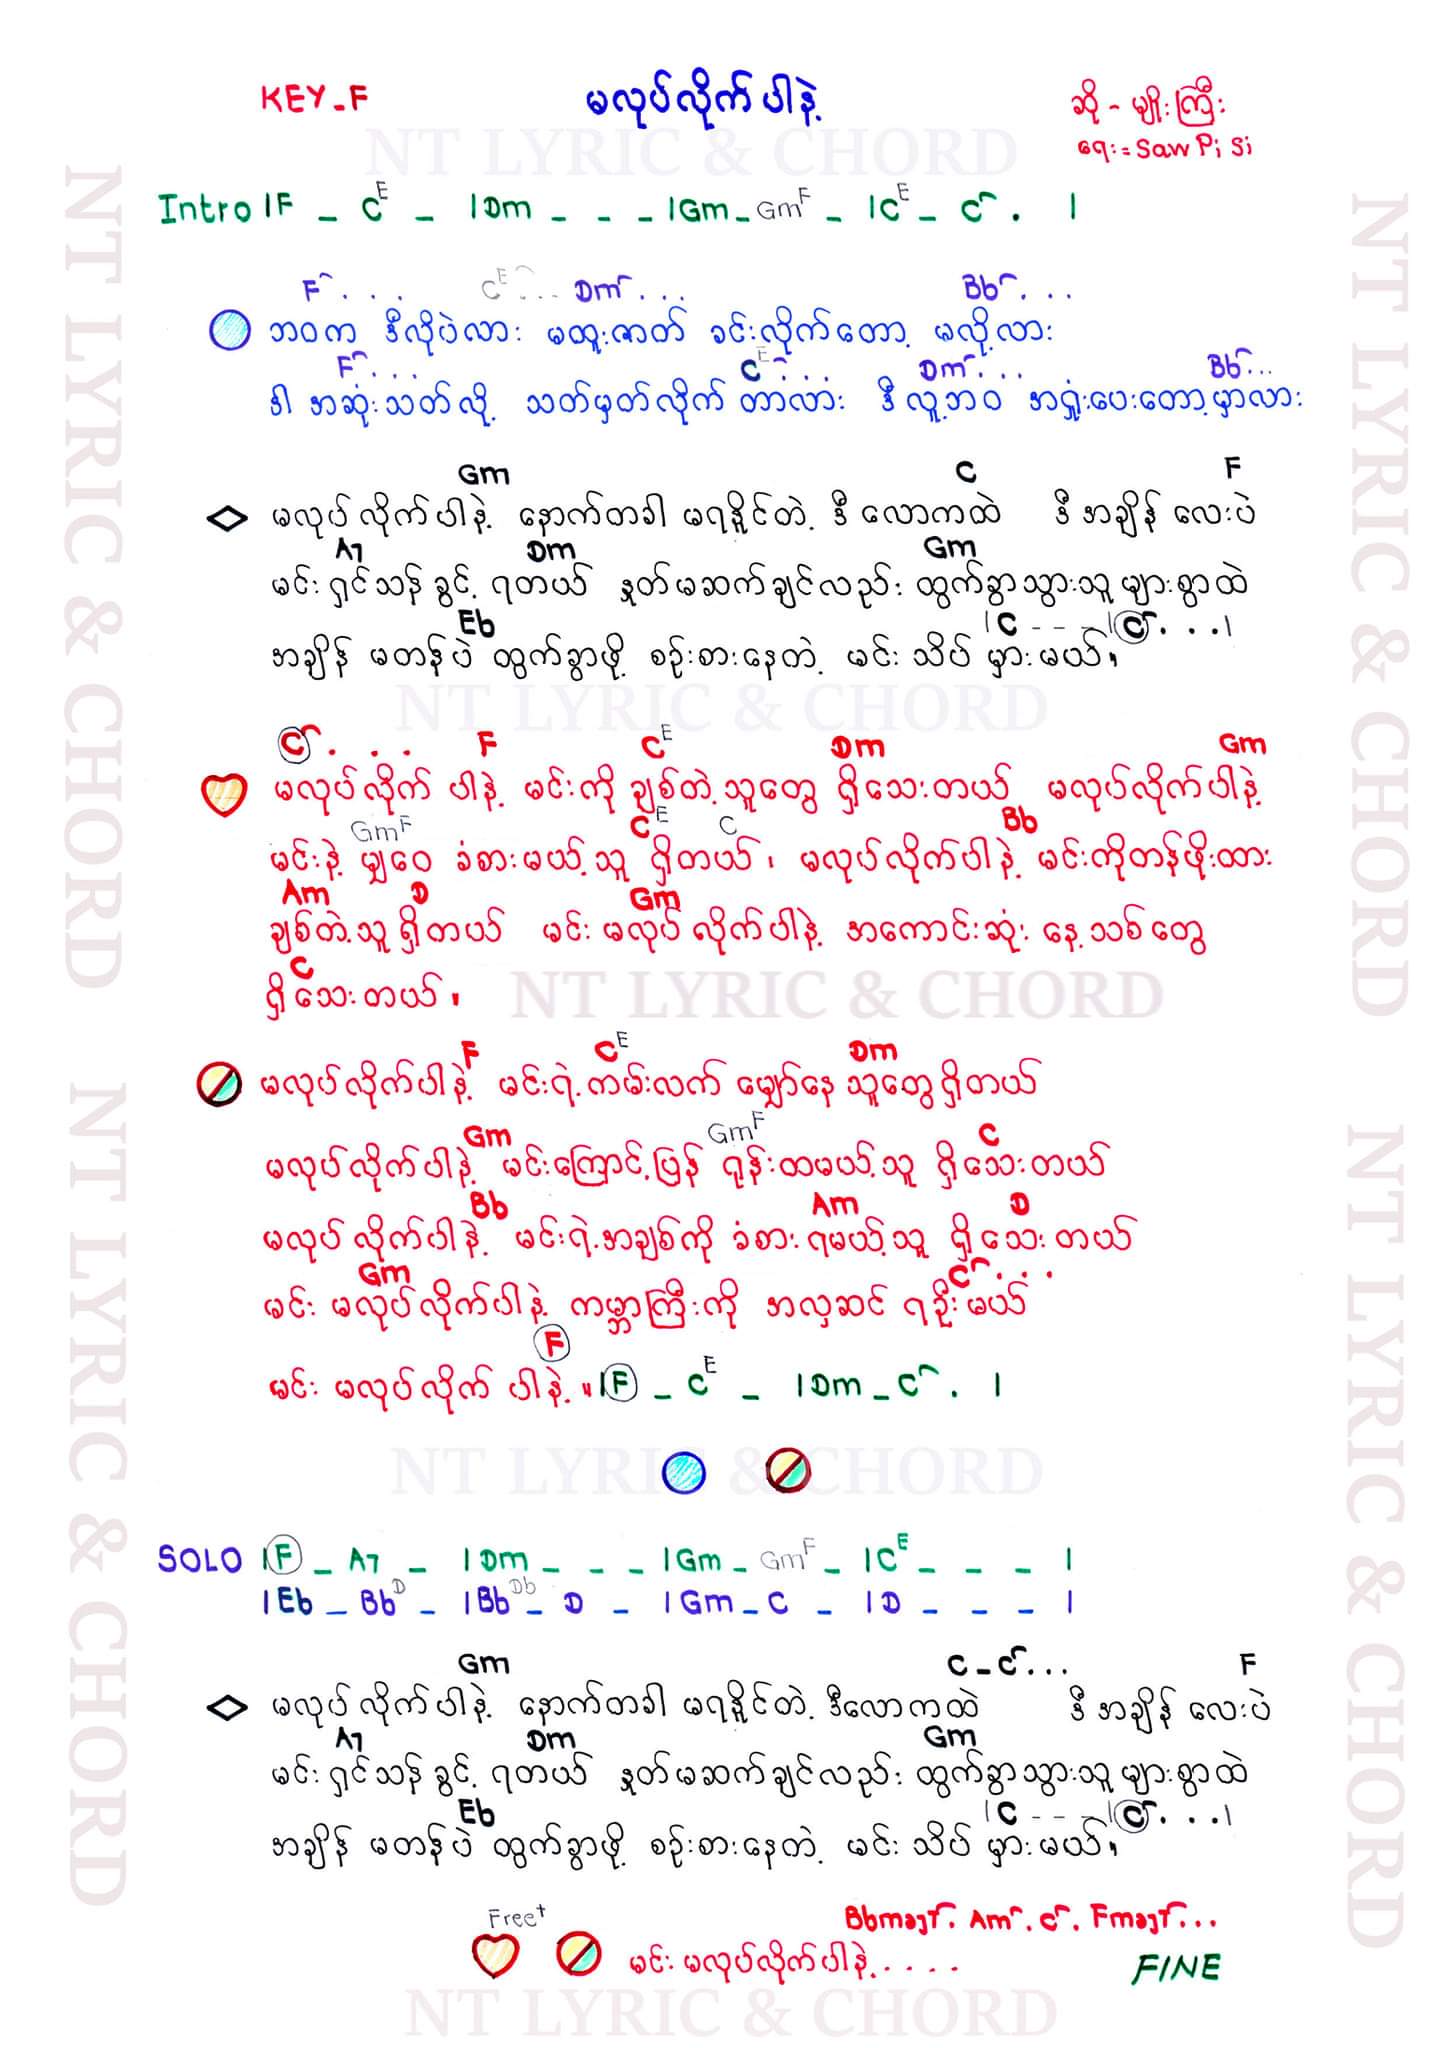 KEY - F
မလုပ်လိုက်ပါနဲ့
ဆို - မျိုးကြီး
ရေး = Saw Pi Si
NT LYRIC & CHORD
Intro |F - C E - |Dm - - - |Gm - Gm F - |C E - C . |
F . . . C E . . . Dm . . . Bb . . .
ဘဝက ဒီလိုပဲလား မထူးဇာတ် ခင်းလိုက်တော့ မလို့လား
F . . . C E . . . Dm . . . Bb . . .
ဒါ အဆုံးသတ်လို့ သတ်မှတ်လိုက် တာလား ဒီလူ့ဘဝ အရှုံးပေးတော့မှာလား
Gm C F
မလုပ်လိုက်ပါနဲ့ နောက်တခါ မရနိူင်တဲ့ ဒီလောကထဲ ဒီအချိန်လေးပဲ
A7 Dm Gm
မင်းရှင်သန်ခွင့် ရတယ် နှုတ်မဆက်ချင်လည်း ထွက်ခွာသွားသူများစွာထဲ
Eb |C - - - |C . . . |
အချိန် မတန်ပဲ ထွက်ခွာဖို့ စဉ်းစားနေတဲ့ မင်း သိပ်မှားမယ်၊
NT LYRIC & CHORD
C . . . F C E Dm Gm
မလုပ်လိုက်ပါနဲ့ မင်းကို ချစ်တဲ့သူတွေ ရှိသေးတယ် မလုပ်လိုက်ပါနဲ့
Gm F C E C Bb
မင်းနဲ့ မျှဝေ ခံစားမယ့်သူ ရှိတယ်၊ မလုပ်လိုက်ပါနဲ့ မင်းကိုတန်ဖိုးထား
Am D Gm
ချစ်တဲ့သူရှိတယ် မင်း မလုပ်လိုက်ပါနဲ့ အကောင်းဆုံး နေ့သစ်တွေ
C
ရှိသေးတယ်၊
NT LYRIC & CHORD
F C E Dm
မလုပ်လိုက်ပါနဲ့ မင်းရဲ့ကမ်းလက် မျှော်နေသူတွေရှိတယ်
Gm Gm F C
မလုပ်လိုက်ပါနဲ့ မင်းကြောင့်ပြန် ရုန်းထမယ့်သူ ရှိသေးတယ်
Bb Am D
မလုပ်လိုက်ပါနဲ့ မင်းရဲ့အချစ်ကို ခံစားရမယ့်သူ ရှိသေးတယ်
Gm C . . .
မင်း မလုပ်လိုက်ပါနဲ့ ကမ္ဘာကြီးကို အလှဆင် ရဦးမယ်
F
မင်း မလုပ်လိုက်ပါနဲ့ ။ |F - C E - |Dm - C . |
NT LYRIC & CHORD
SOLO |F - A7 - |Dm - - - |Gm - Gm F - |C E - - - |
|Eb - Bb D - |Bb Db - D - |Gm - C - |D - - - |
Gm C - C . . . F
မလုပ်လိုက်ပါနဲ့ နောက်တခါ မရနိူင်တဲ့ ဒီလောကထဲ ဒီအချိန်လေးပဲ
A7 Dm Gm
မင်းရှင်သန်ခွင့် ရတယ် နှုတ်မဆက်ချင်လည်း ထွက်ခွာသွားသူများစွာထဲ
Eb |C - - - |C . . . |
အချိန် မတန်ပဲ ထွက်ခွာဖို့ စဉ်းစားနေတဲ့ မင်း သိပ်မှားမယ်၊
Free+ Bbmaj7 . Am . C . Fmaj7 . . .
မင်း မလုပ်လိုက်ပါနဲ့ . . . .
FINE
NT LYRIC & CHORD
NT LYRIC & CHORD
NT LYRIC & CHORD
NT LYRIC & CHORD
NT LYRIC & CHORD